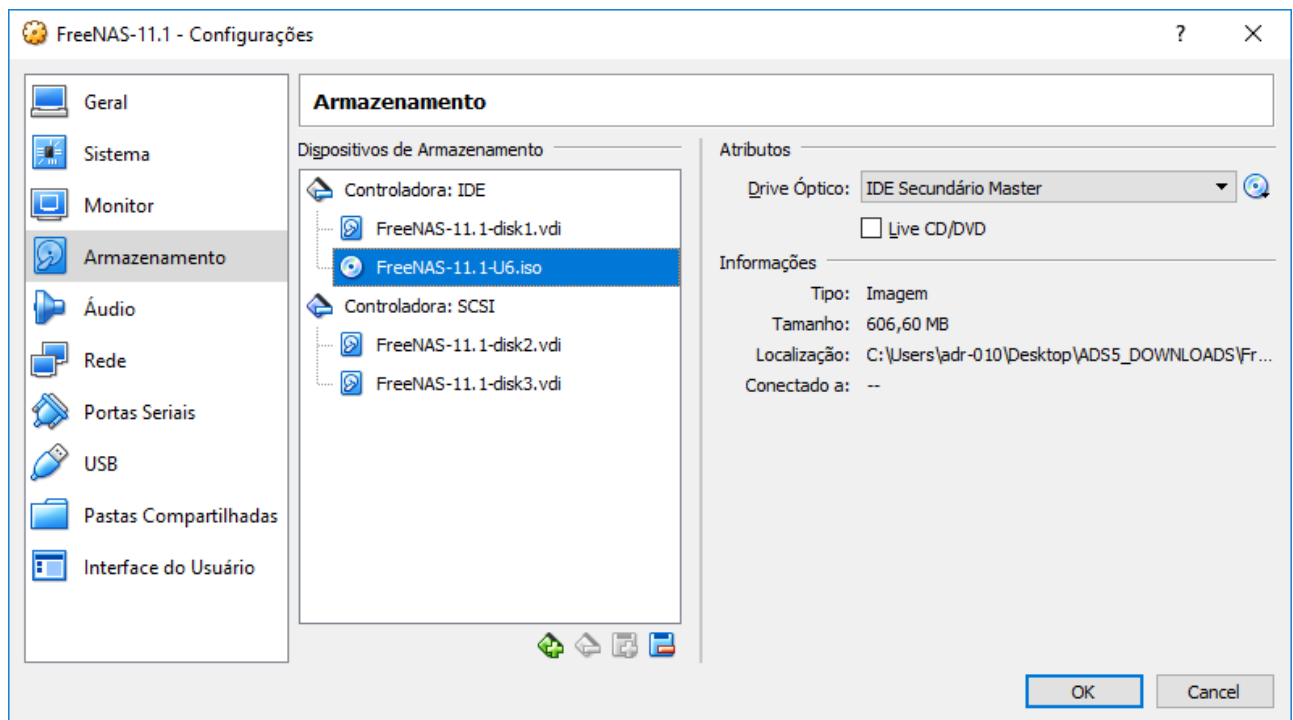 FreeNAS-11.1 - Configurações
?
Geral
Sistema
Monitor
Armazenamento
Áudio
Rede
Portas Seriais
USB
Pastas Compartilhadas
Interface do Usuário
Armazenamento
Dispositivos de Armazenamento
Controladora: IDE
FreeNAS-11.1-disk1.vdi
FreeNAS-11.1-U6.iso
Controladora: SCSI
FreeNAS-11.1-disk2.vdi
FreeNAS-11.1-disk3.vdi
Atributos
Drive Óptico: IDE Secundário Master
Live CD/DVD
Informações
Tipo: Imagem
Tamanho: 606,60 MB
Localização: C:\Users\adr-010\Desktop\ADS5_DOWNLOADS\Fr...
Conectado a: --
OK
Cancel